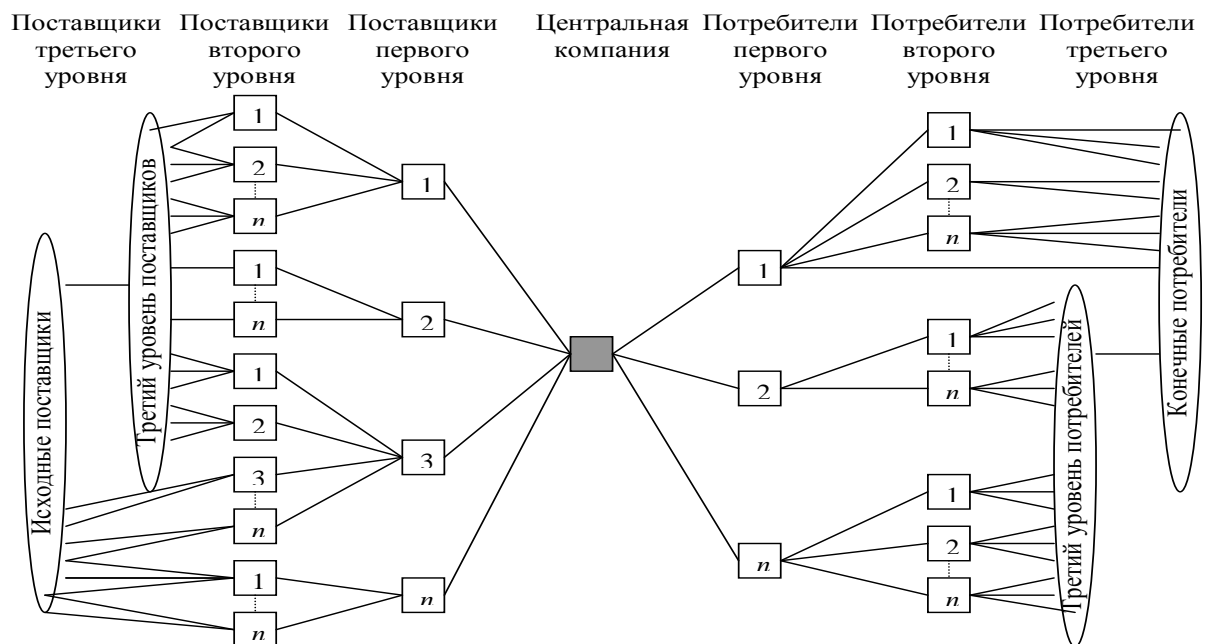 Поставщики третьего уровня
Поставщики второго уровня
Поставщики первого уровня
Центральная компания
Потребители первого уровня
Потребители второго уровня
Потребители третьего уровня
Исходные поставщики
Третий уровень поставщиков
1
2
n
1
n
1
2
3
n
1
n
1
2
3
n
1
2
n
1
2
n
1
n
1
2
n
Третий уровень потребителей
Конечные потребители